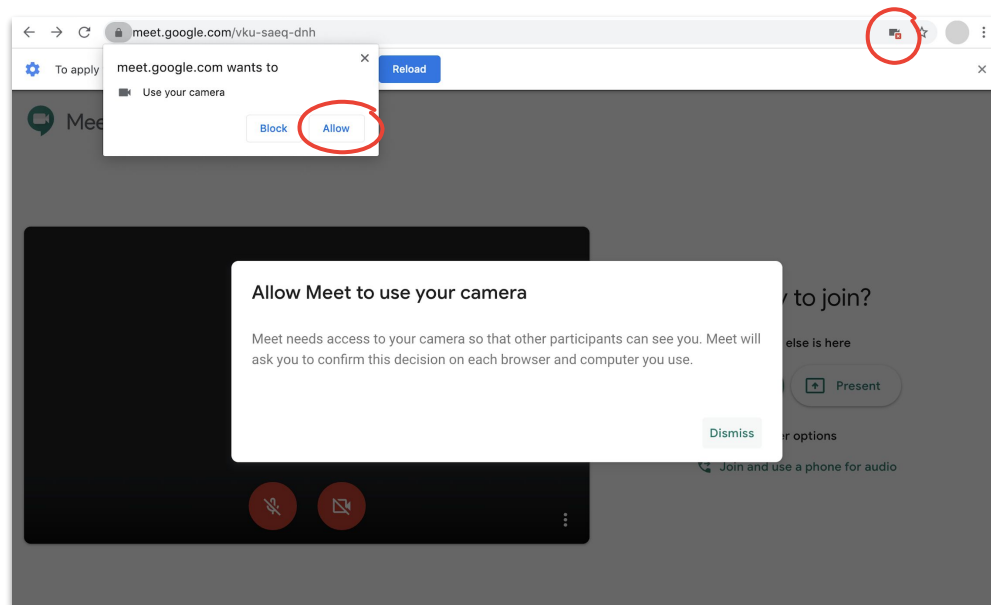 meet.google.com/vku-saeq-dnh
To apply
Reload
meet.google.com wants to
Use your camera
Block
Allow
Allow Meet to use your camera
Meet needs access to your camera so that other participants can see you. Meet will
ask you to confirm this decision on each browser and computer you use.
Dismiss
to join?
else is here
Present
options
Join and use a phone for audio